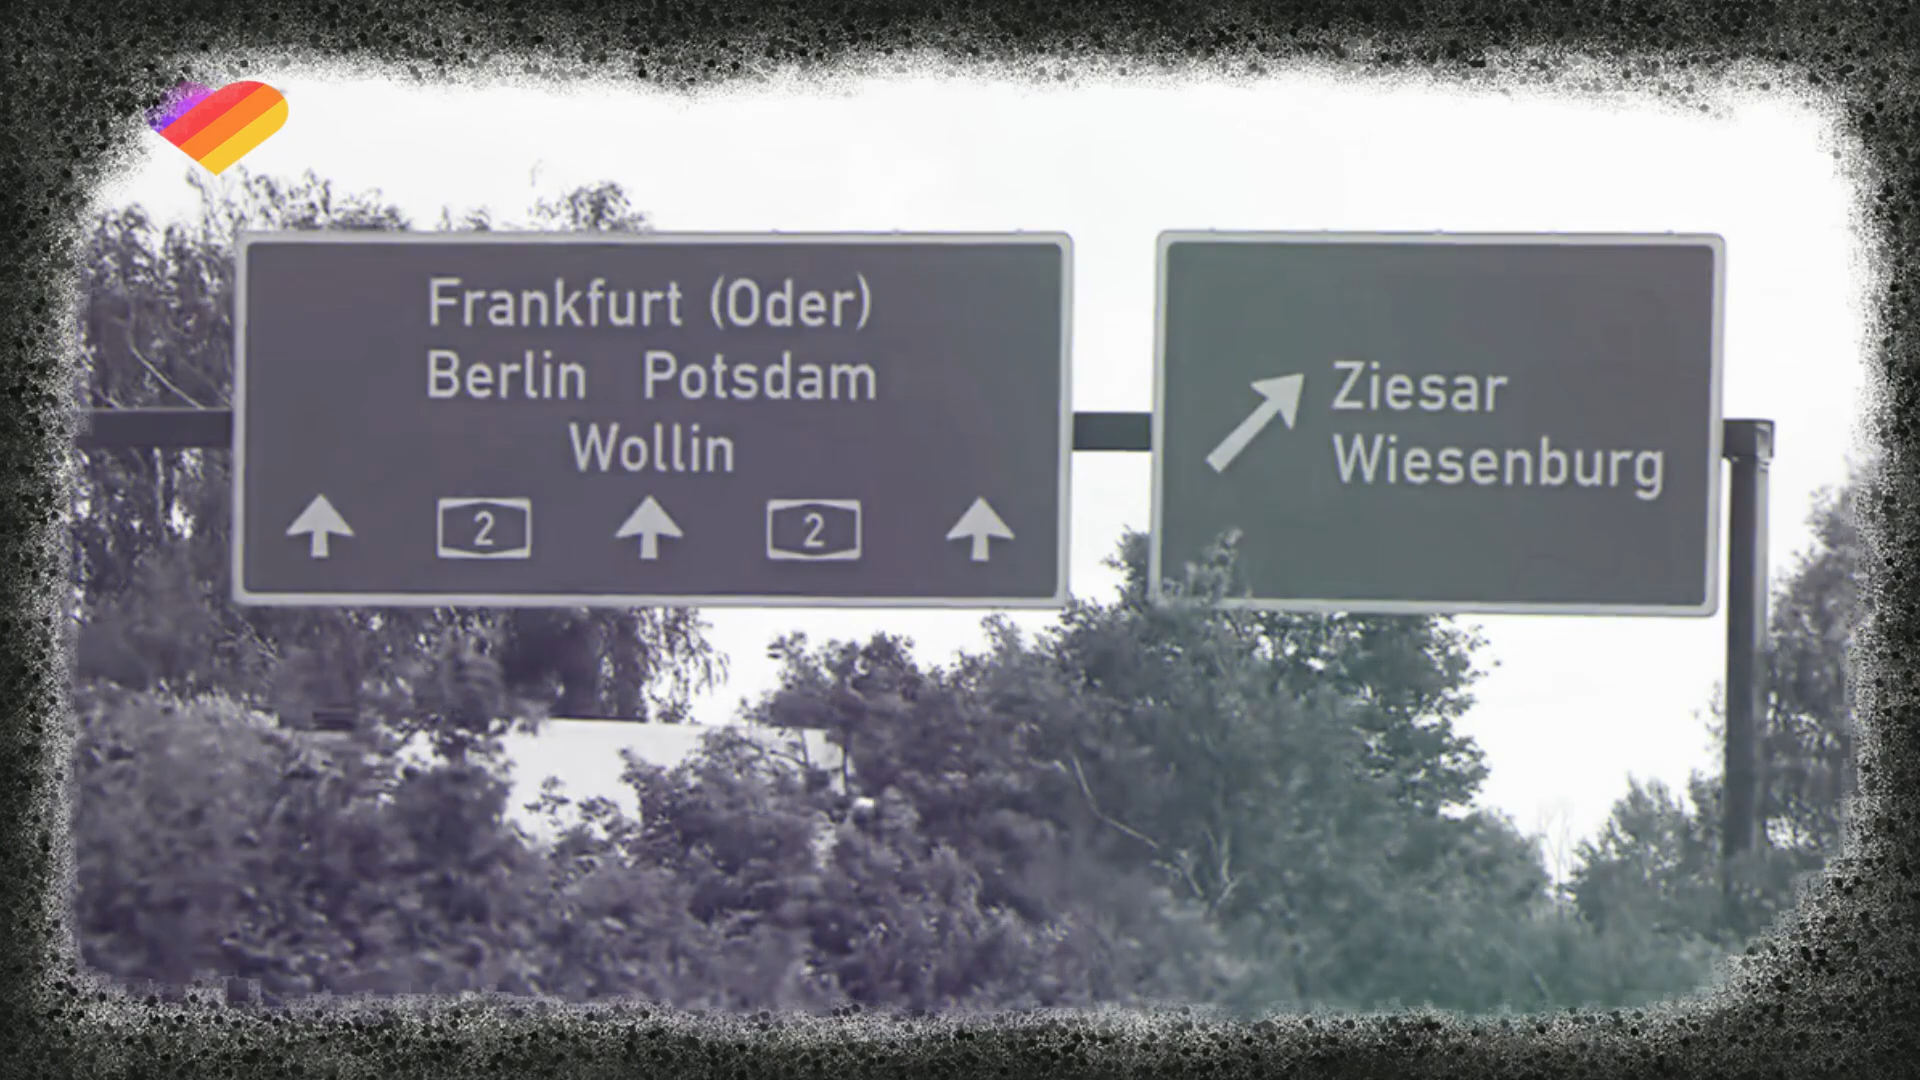 Frankfurt (Oder)
Berlin Potsdam
Wollin
2 2
Ziesar
Wiesenburg